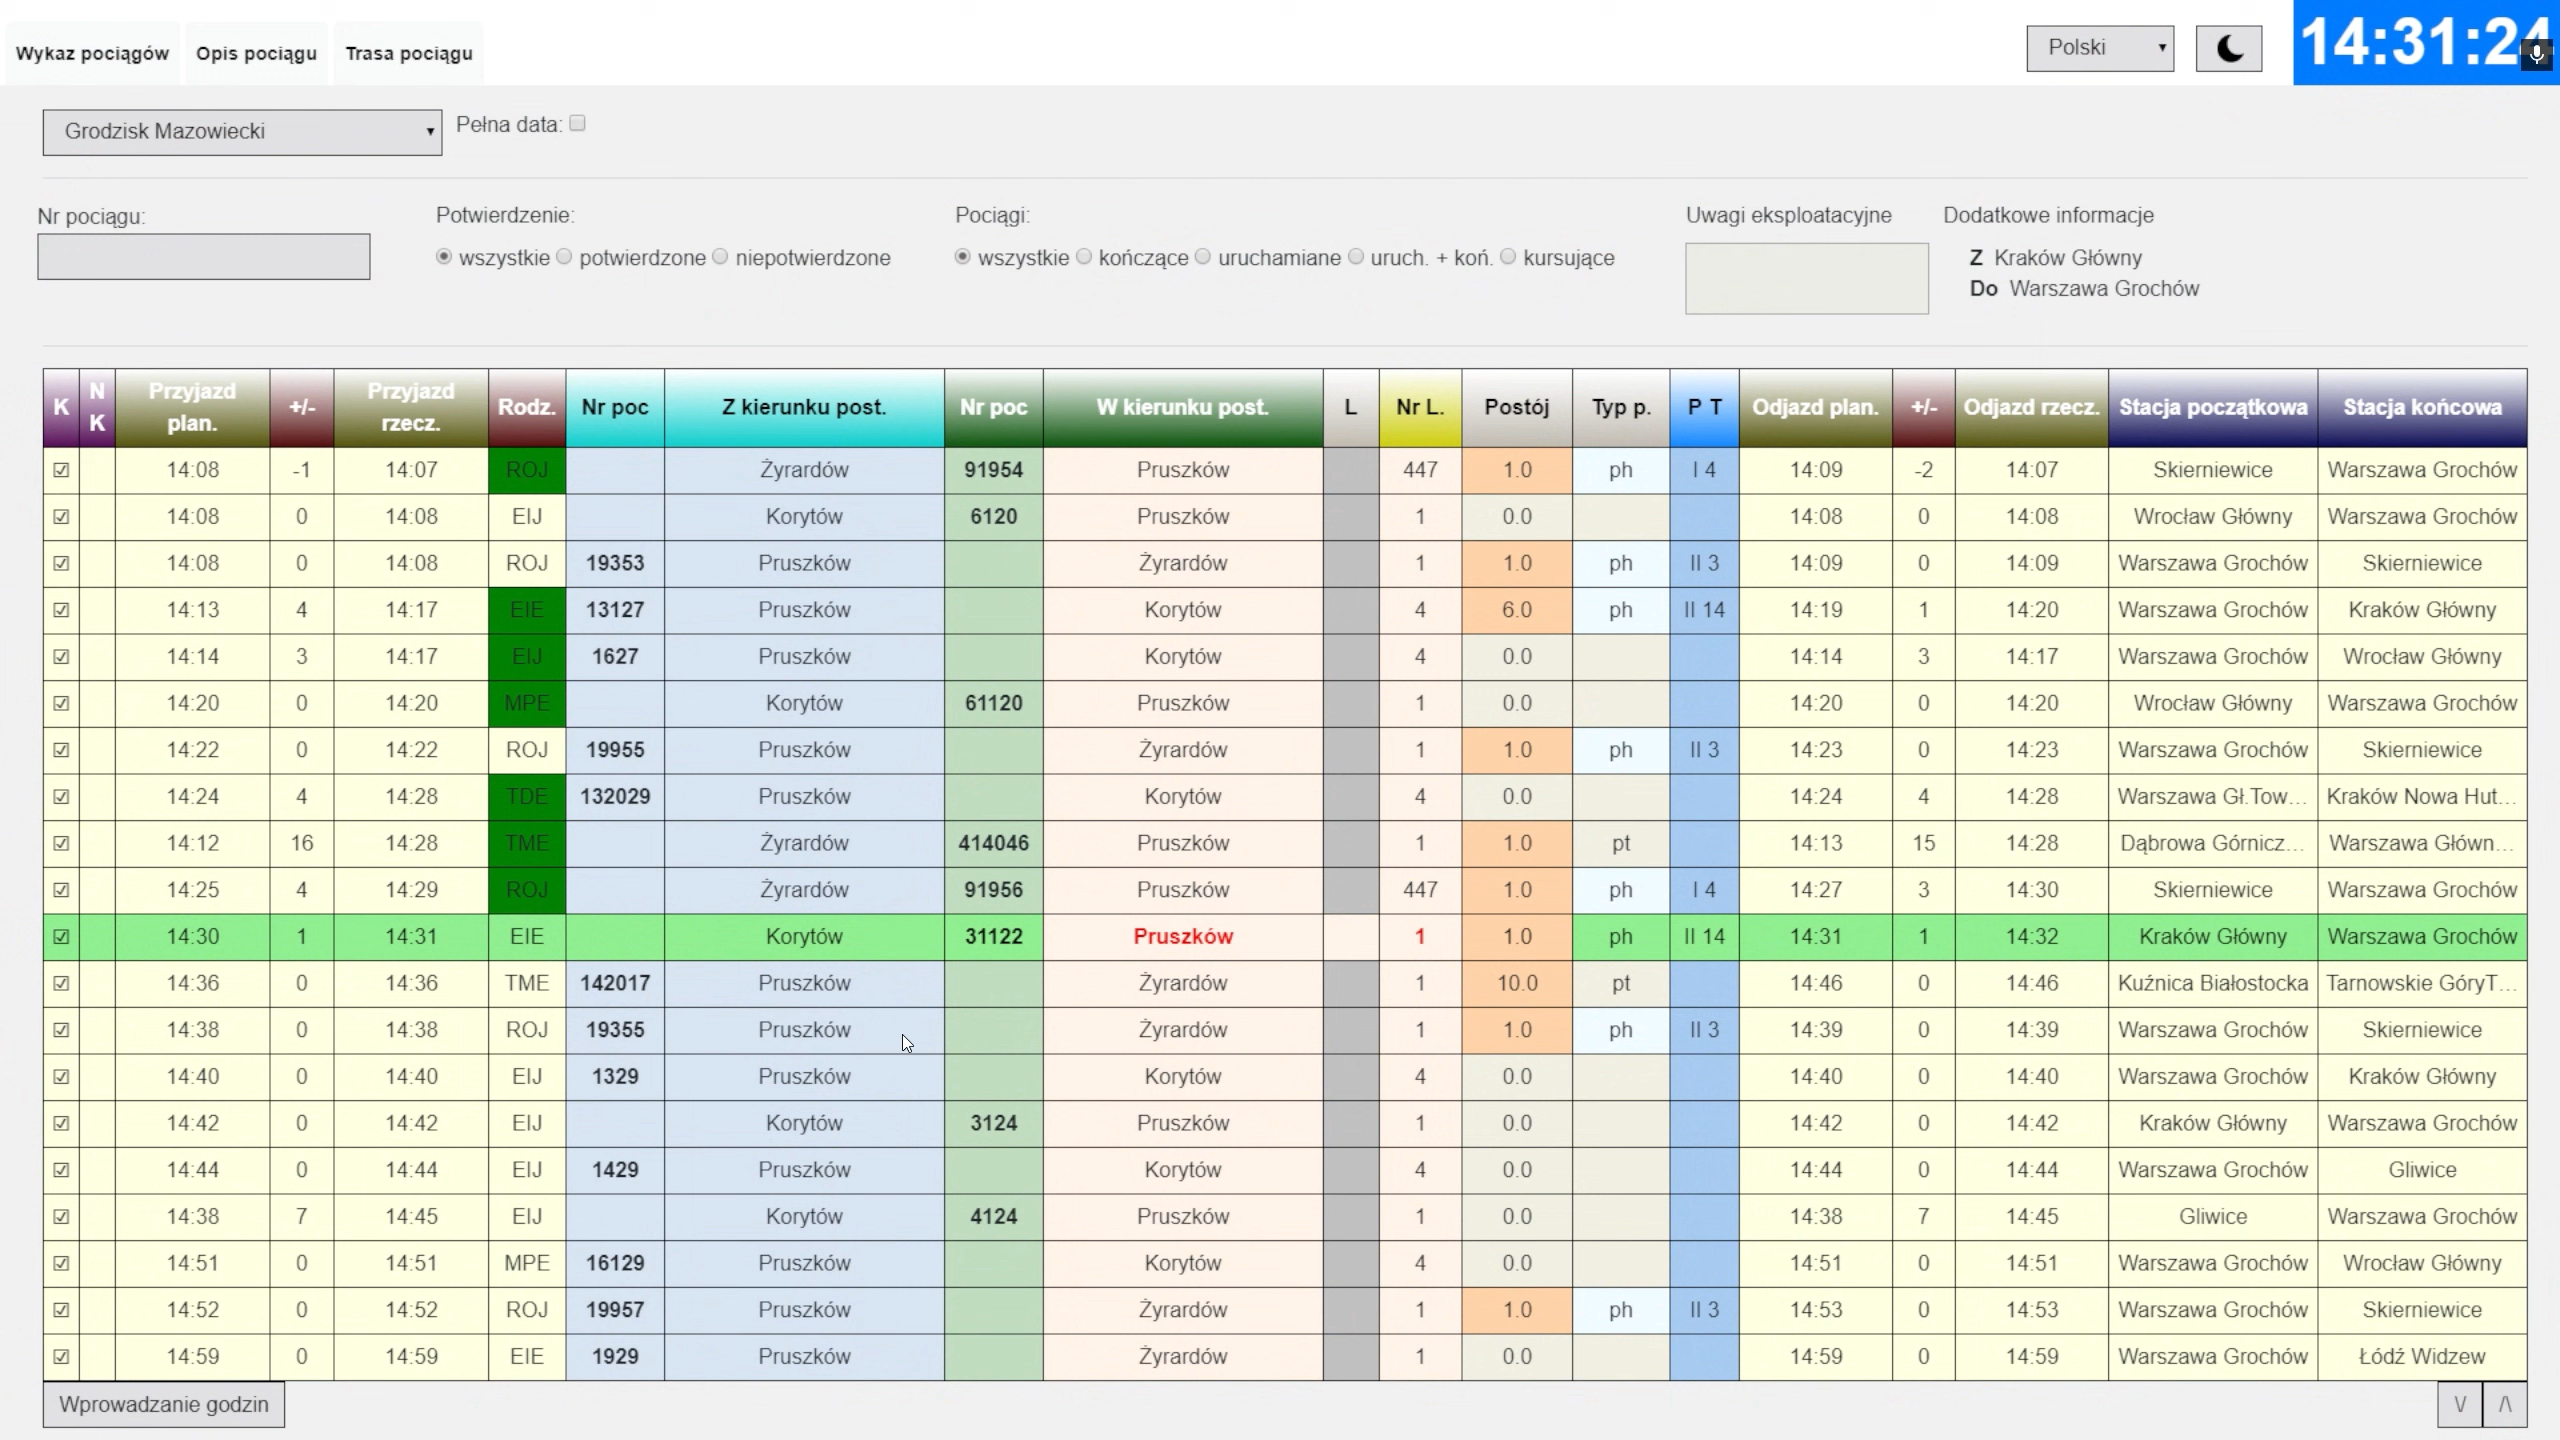 Wykaz pociągów Opis pociągu Trasa pociągu Polski 14:31:24
Grodzisk Mazowiecki Pełna data:
Nr pociągu: Potwierdzenie: Pociągi: Uwagi eksploatacyjne Dodatkowe informacje
wszystkie potwierdzone niepotwierdzone wszystkie kończące uruchamiane uruch. + koń. kursujące Z Kraków Główny
Do Warszawa Grochów
K N K Przyjazd plan. +/- Przyjazd rzecz. Rodz. Nr poc Z kierunku post. Nr poc W kierunku post. L Nr L. Postój Typ p. P T Odjazd plan. +/- Odjazd rzecz. Stacja początkowa Stacja końcowa
14:08 -1 14:07 ROJ Żyrardów 91954 Pruszków 447 1.0 ph I 4 14:09 -2 14:07 Skierniewice Warszawa Grochów
14:08 0 14:08 EIJ Korytów 6120 Pruszków 1 0.0 14:08 0 14:08 Wrocław Główny Warszawa Grochów
14:08 0 14:08 ROJ 19353 Pruszków Żyrardów 1 1.0 ph II 3 14:09 0 14:09 Warszawa Grochów Skierniewice
14:13 4 14:17 EIE 13127 Pruszków Korytów 4 6.0 ph II 14 14:19 1 14:20 Warszawa Grochów Kraków Główny
14:14 3 14:17 EIJ 1627 Pruszków Korytów 4 0.0 14:14 3 14:17 Warszawa Grochów Wrocław Główny
14:20 0 14:20 MPE Korytów 61120 Pruszków 1 0.0 14:20 0 14:20 Wrocław Główny Warszawa Grochów
14:22 0 14:22 ROJ 19955 Pruszków Żyrardów 1 1.0 ph II 3 14:23 0 14:23 Warszawa Grochów Skierniewice
14:24 4 14:28 TDE 132029 Pruszków Korytów 4 0.0 14:24 4 14:28 Warszawa Gł.Tow... Kraków Nowa Hut...
14:12 16 14:28 TME Żyrardów 414046 Pruszków 1 1.0 pt 14:13 15 14:28 Dąbrowa Górnicz... Warszawa Główn...
14:25 4 14:29 ROJ Żyrardów 91956 Pruszków 447 1.0 ph I 4 14:27 3 14:30 Skierniewice Warszawa Grochów
14:30 1 14:31 EIE Korytów 31122 Pruszków 1 1.0 ph II 14 14:31 1 14:32 Kraków Główny Warszawa Grochów
14:36 0 14:36 TME 142017 Pruszków Żyrardów 1 10.0 pt 14:46 0 14:46 Kuźnica Białostocka Tarnowskie GóryT...
14:38 0 14:38 ROJ 19355 Pruszków Żyrardów 1 1.0 ph II 3 14:39 0 14:39 Warszawa Grochów Skierniewice
14:40 0 14:40 EIJ 1329 Pruszków Korytów 4 0.0 14:40 0 14:40 Warszawa Grochów Kraków Główny
14:42 0 14:42 EIJ Korytów 3124 Pruszków 1 0.0 14:42 0 14:42 Kraków Główny Warszawa Grochów
14:44 0 14:44 EIJ 1429 Pruszków Korytów 4 0.0 14:44 0 14:44 Warszawa Grochów Gliwice
14:38 7 14:45 EIJ Korytów 4124 Pruszków 1 0.0 14:38 7 14:45 Gliwice Warszawa Grochów
14:51 0 14:51 MPE 16129 Pruszków Korytów 4 0.0 14:51 0 14:51 Warszawa Grochów Wrocław Główny
14:52 0 14:52 ROJ 19957 Pruszków Żyrardów 1 1.0 ph II 3 14:53 0 14:53 Warszawa Grochów Skierniewice
14:59 0 14:59 EIE 1929 Pruszków Żyrardów 1 0.0 14:59 0 14:59 Warszawa Grochów Łódź Widzew
Wprowadzanie godzin \/ /\